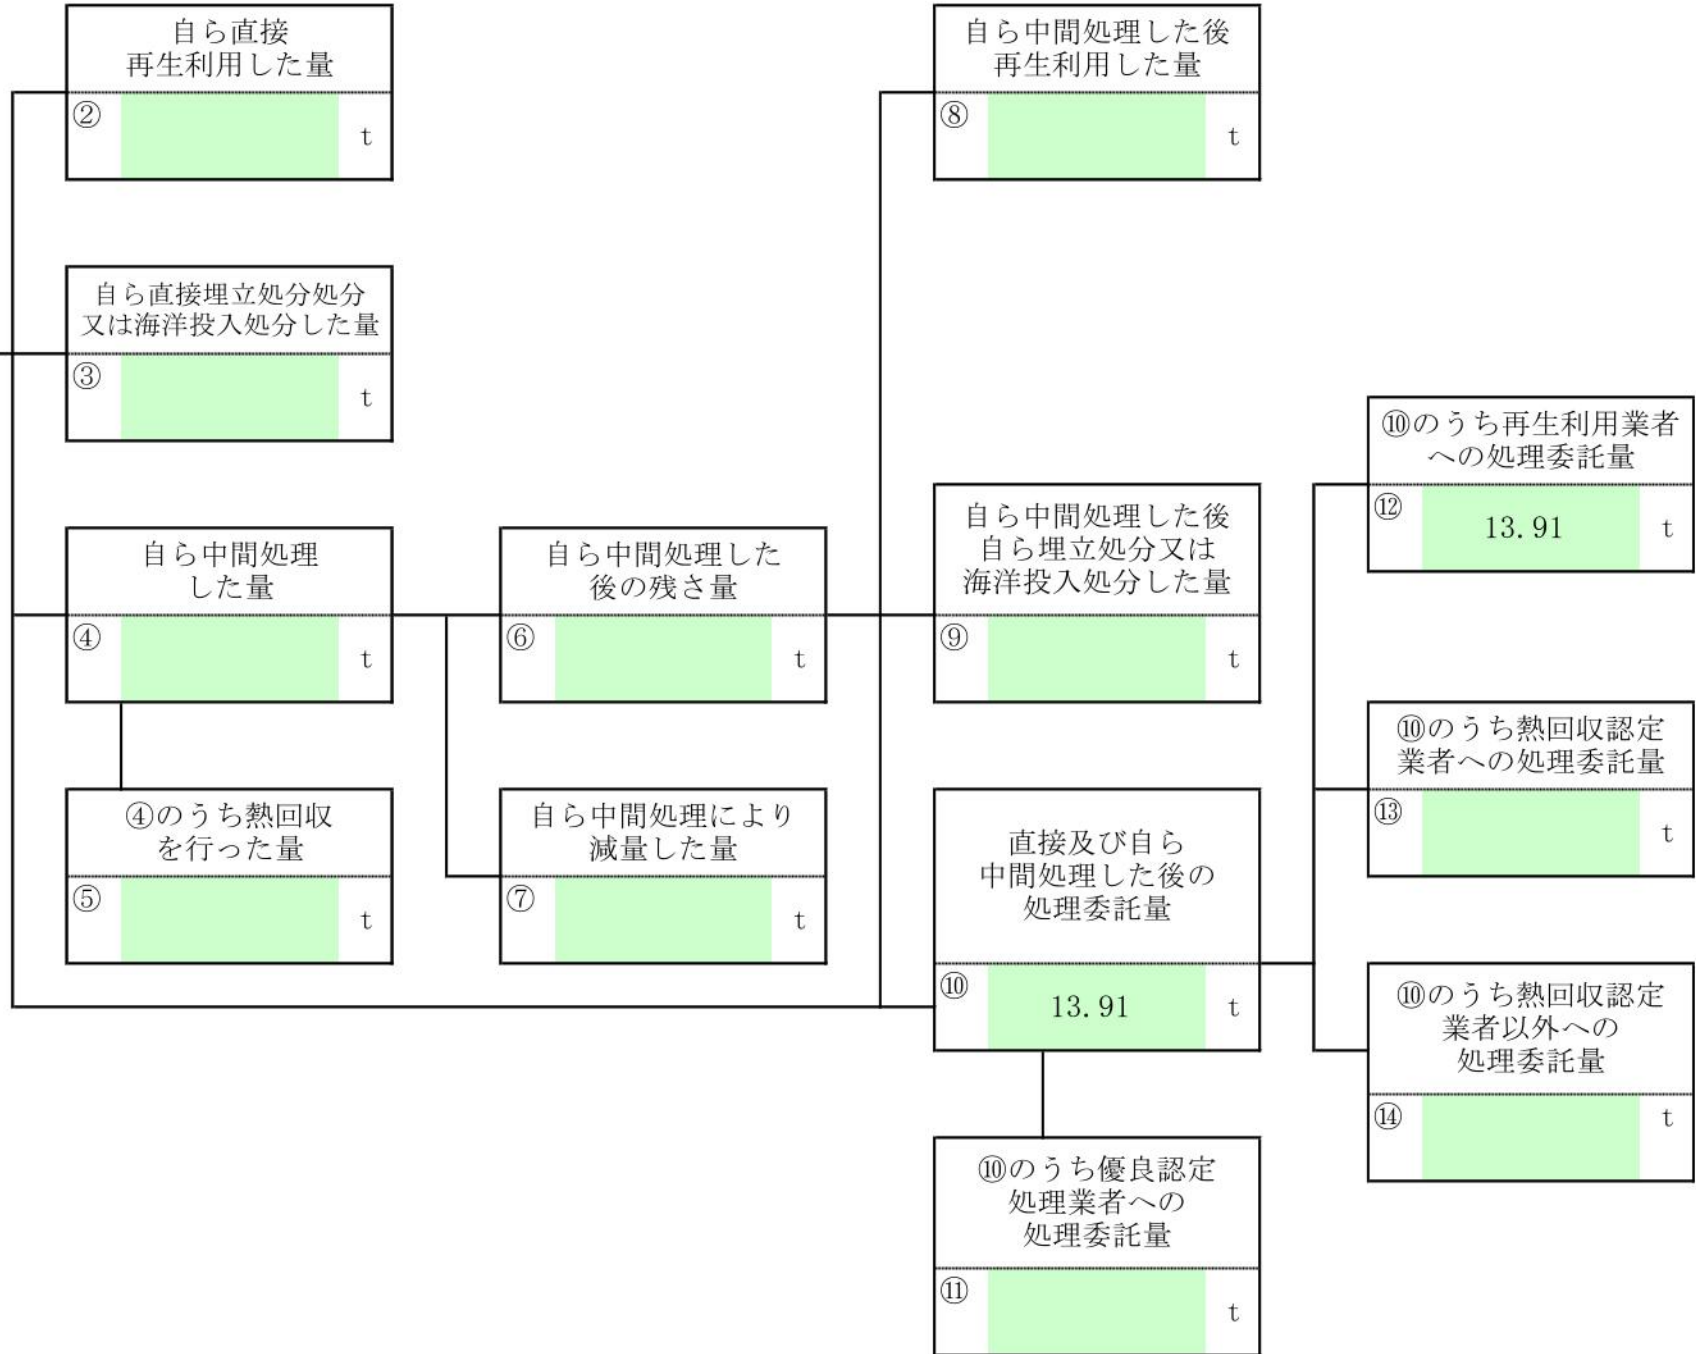 自ら直接
再生利用した量
②
t
自ら中間処理した後
再生利用した量
⑧
t
自ら直接埋立処分処分
又は海洋投入処分した量
③
t
⑩のうち再生利用業者
への処理委託量
⑫
13.91
t
自ら中間処理
した量
④
t
自ら中間処理した
後の残さ量
⑥
t
自ら中間処理した後
自ら埋立処分又は
海洋投入処分した量
⑨
t
⑩のうち熱回収認定
業者への処理委託量
⑬
t
④のうち熱回収
を行った量
⑤
t
自ら中間処理により
減量した量
⑦
t
直接及び自ら
中間処理した後の
処理委託量
⑩
13.91
t
⑩のうち熱回収認定
業者以外への
処理委託量
⑭
t
⑩のうち優良認定
処理業者への
処理委託量
⑪
t